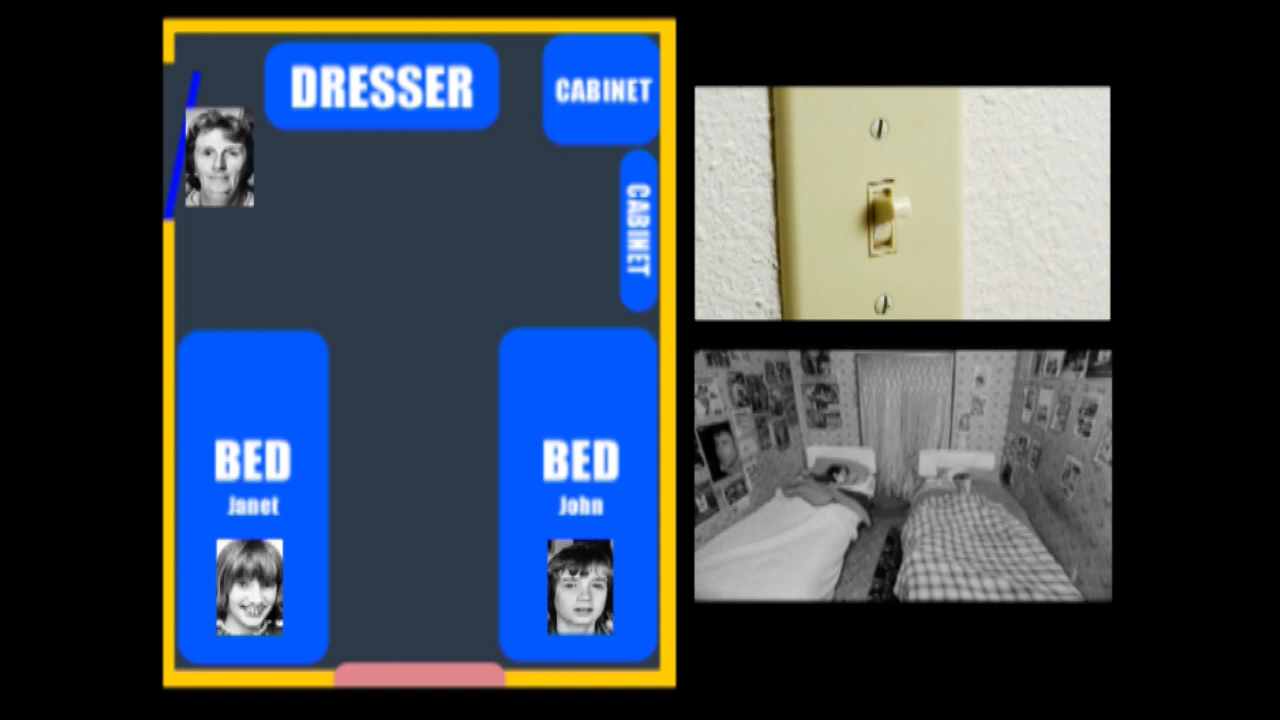 DRESSER
CABINET
CABINET
BED
Janet
BED
John